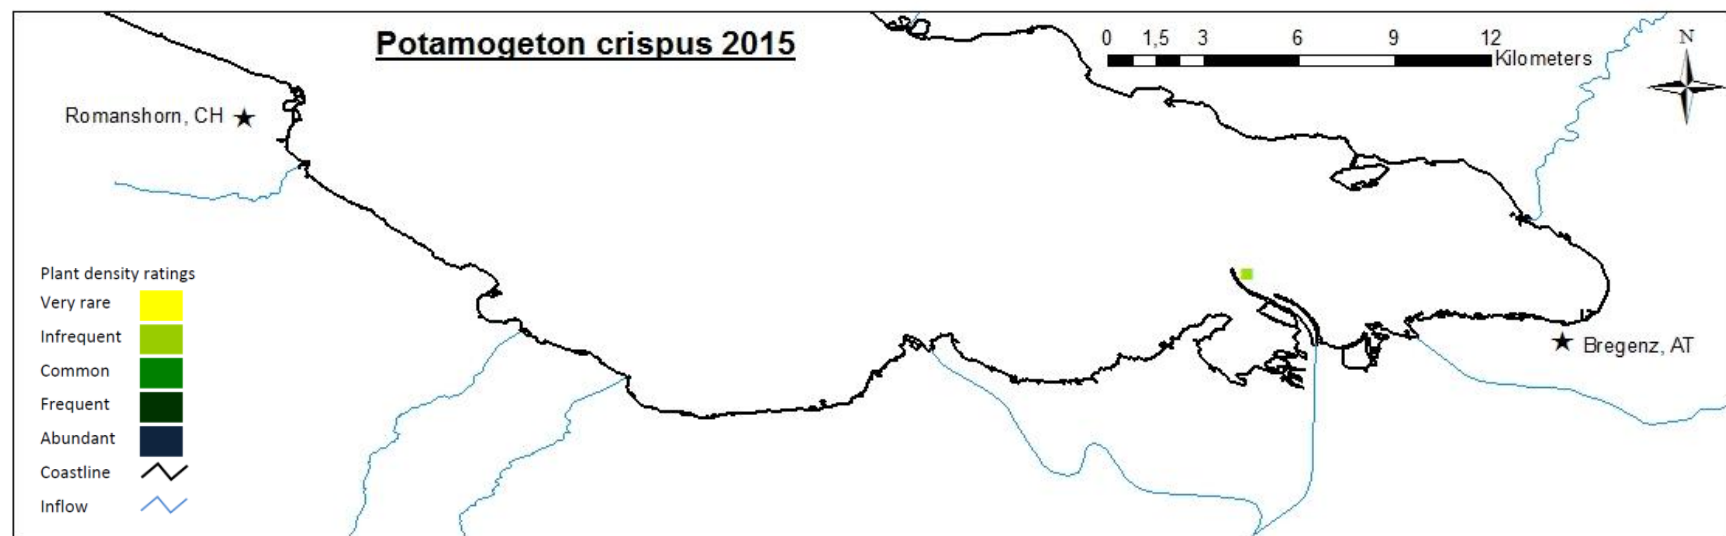 Potamogeton crispus 2015
0 1,5 3 6 9 12
Kilometers
N
Romanshorn, CH
Plant density ratings
Very rare
Infrequent
Common
Frequent
Abundant
Coastline
Inflow
Bregenz, AT